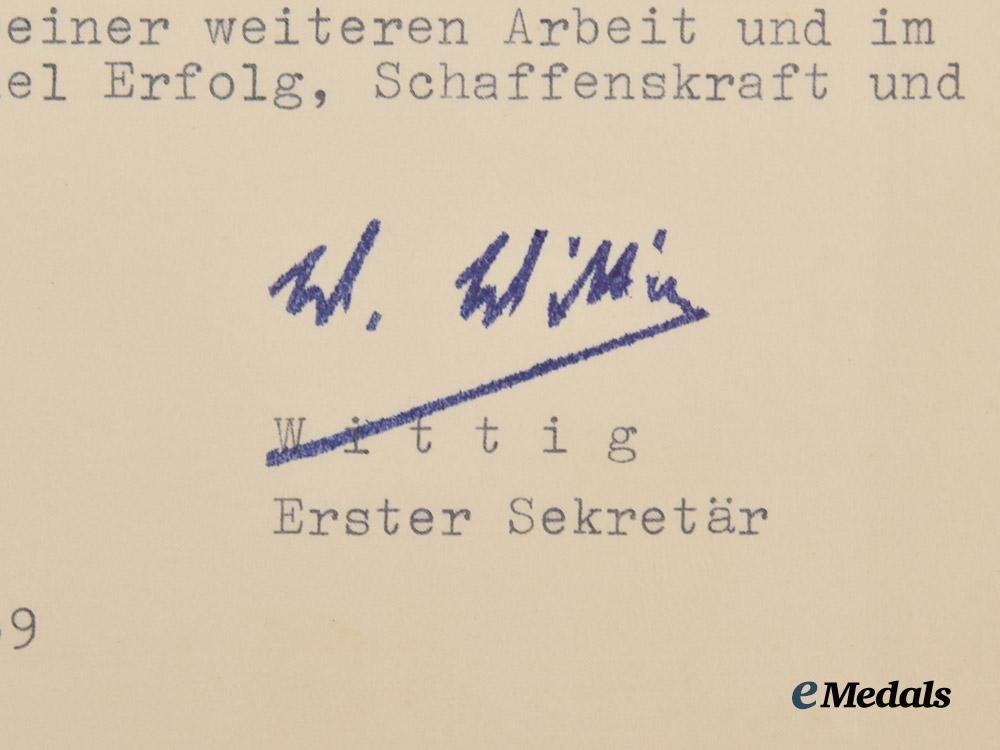 einer weiteren Arbeit und im
el Erfolg, Schaffenskraft und
W. Wittig
W i t t i g
Erster Sekretär
9
eMedals